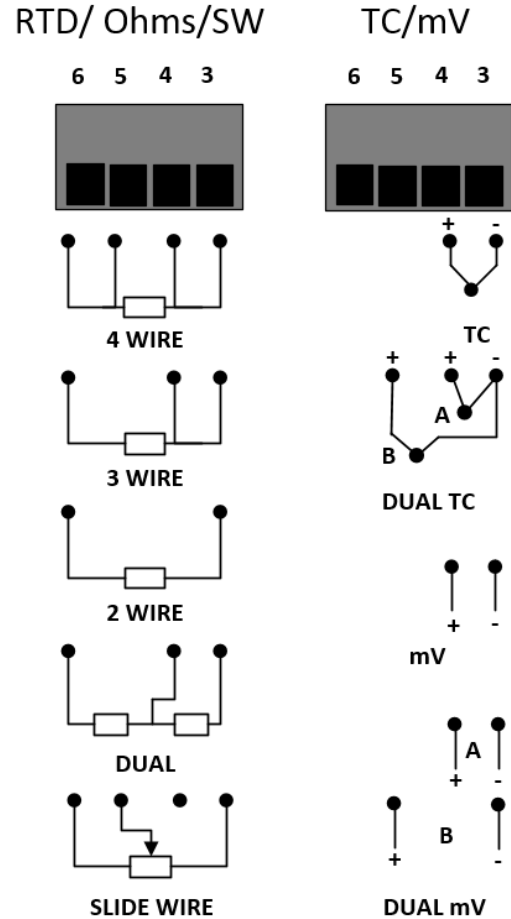 RTD/ Ohms/SW
6 5 4 3
4 WIRE
3 WIRE
2 WIRE
DUAL
SLIDE WIRE
TC/mV
6 5 4 3
+ -
TC
+ + -
A
B
DUAL TC
+ -
mV
A
+ -
B
+ -
DUAL mV